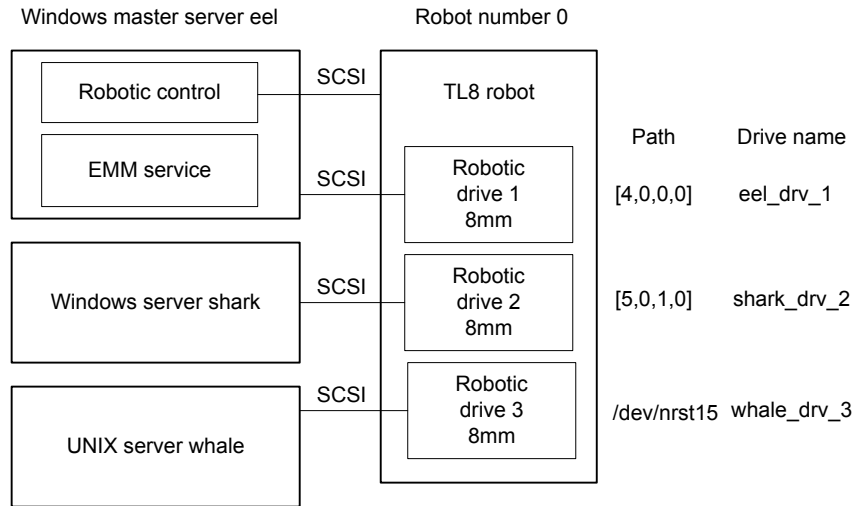 Windows master server eel
Robot number 0
Robotic control
SCSI
TL8 robot
EMM service
SCSI
Robotic
drive 1
8mm
Path
Drive name
[4,0,0,0]
eel_drv_1
Windows server shark
SCSI
Robotic
drive 2
8mm
[5,0,1,0]
shark_drv_2
UNIX server whale
SCSI
Robotic
drive 3
8mm
/dev/nrst15
whale_drv_3